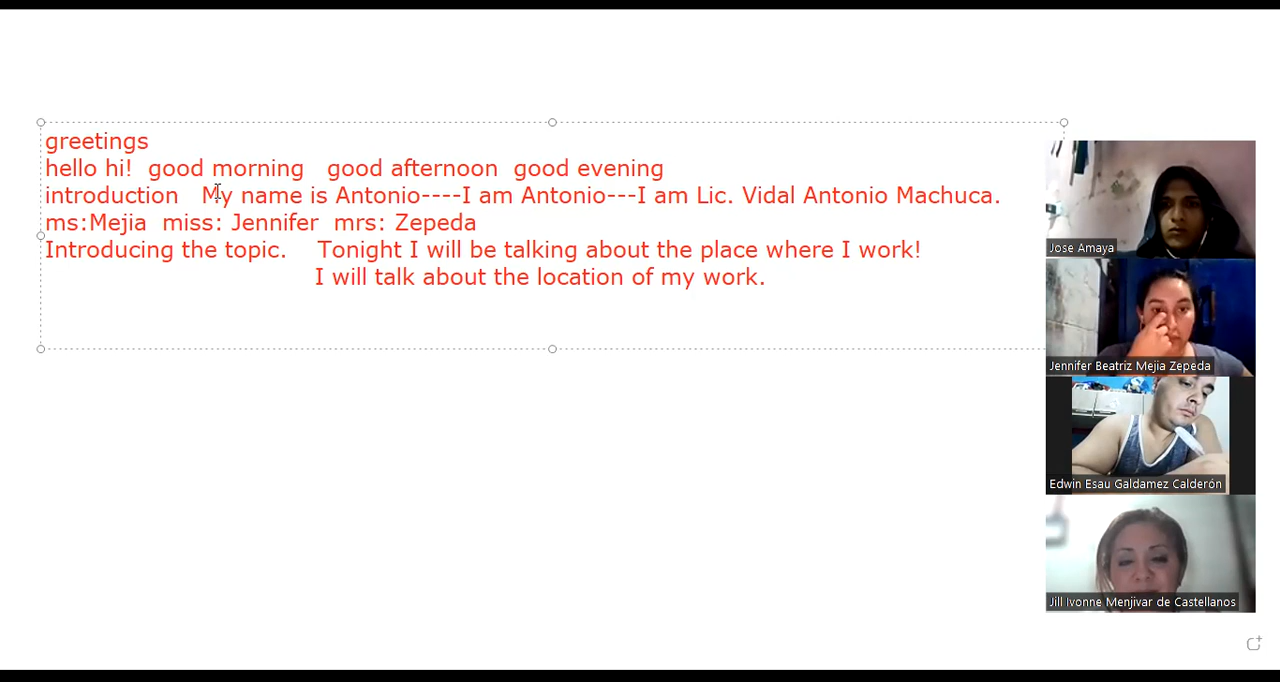 greetings
hello hi!  good morning   good afternoon  good evening
introduction   My name is Antonio----I am Antonio---I am Lic. Vidal Antonio Machuca.
ms:Mejia  miss: Jennifer  mrs: Zepeda
Introducing the topic.    Tonight I will be talking about the place where I work!
I will talk about the location of my work.
Jose Amaya
Jennifer Beatriz Mejia Zepeda
Edwin Esau Galdamez Calderón
Jill Ivonne Menjivar de Castellanos